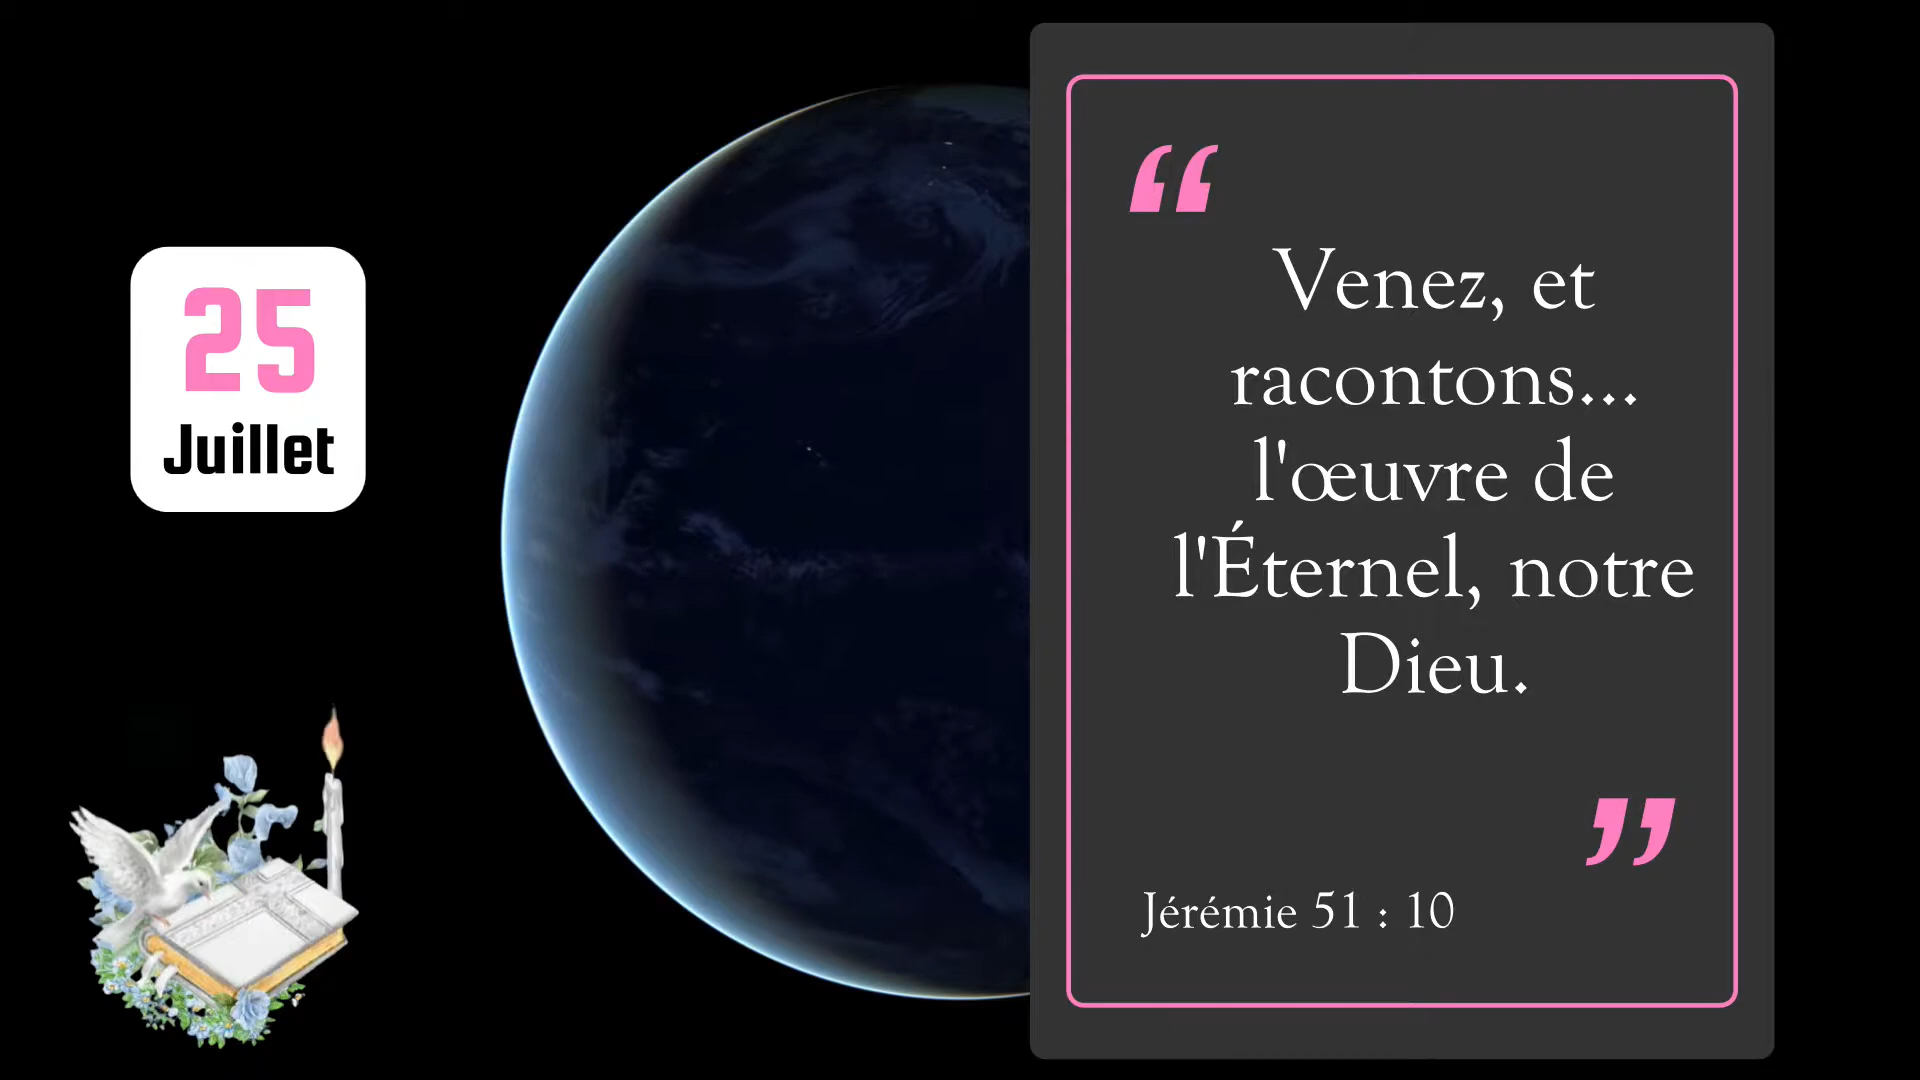 25
Juillet
“
Venez, et
racontons...
l'œuvre de
l'Éternel, notre
Dieu.
”
Jérémie 51 : 10